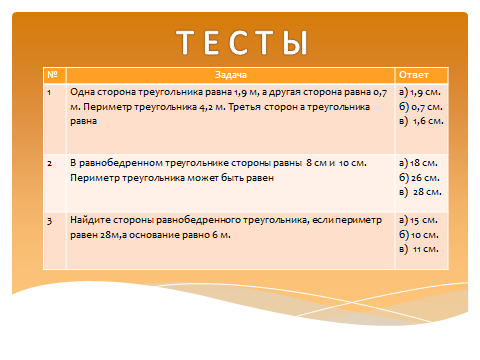 ТЕСТЫ
№ Задача Ответ
1 Одна сторона треугольника равна 1,9 м, а другая сторона равна 0,7 а) 1,9 см.
м. Периметр треугольника 4,2 м. Третья сторон а треугольника б) 0,7 см.
равна в) 1,6 см.
2 В равнобедренном треугольнике стороны равны 8 см и 10 см. а) 18 см.
Периметр треугольника может быть равен б) 26 см.
в) 28 см.
3 Найдите стороны равнобедренного треугольника, если периметр а) 15 см.
равен 28м,а основание равно 6 м. б) 10 см.
в) 11 см.